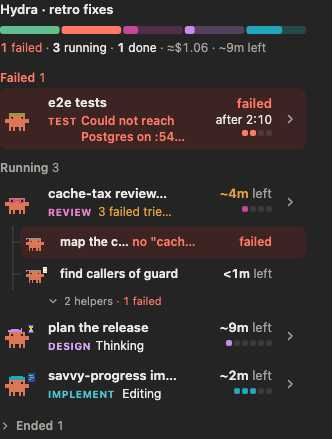 Hydra · retro fixes
1 failed · 3 running · 1 done · ≈$1.06 · ~9m left
Failed 1
e2e tests failed
TEST Could not reach after 2:10
Postgres on :54...
Running 3
cache-tax review... ~4m left
REVIEW 3 failed trie...
map the c... no "cach... failed
find callers of guard <1m left
2 helpers · 1 failed
plan the release ~9m left
DESIGN Thinking
savvy-progress im... ~2m left
IMPLEMENT Editing
Ended 1